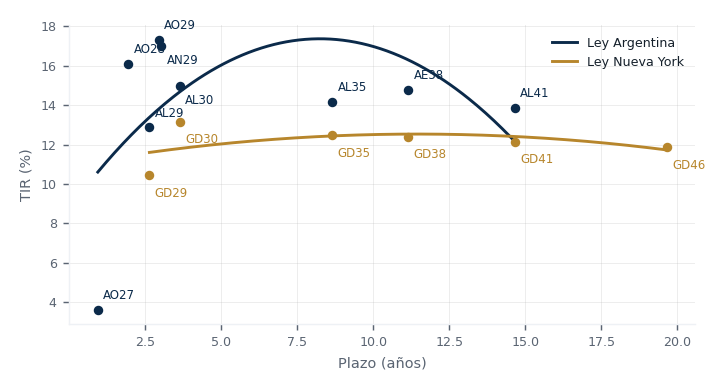 18
16
14
12
10
8
6
4
TIR (%)
AO29
AO28
AN29
AL30
AL29
GD30
GD29
AO27
AL35
AE38
AL41
GD35
GD38
GD41
GD46
Ley Argentina
Ley Nueva York
2.5 5.0 7.5 10.0 12.5 15.0 17.5 20.0
Plazo (años)